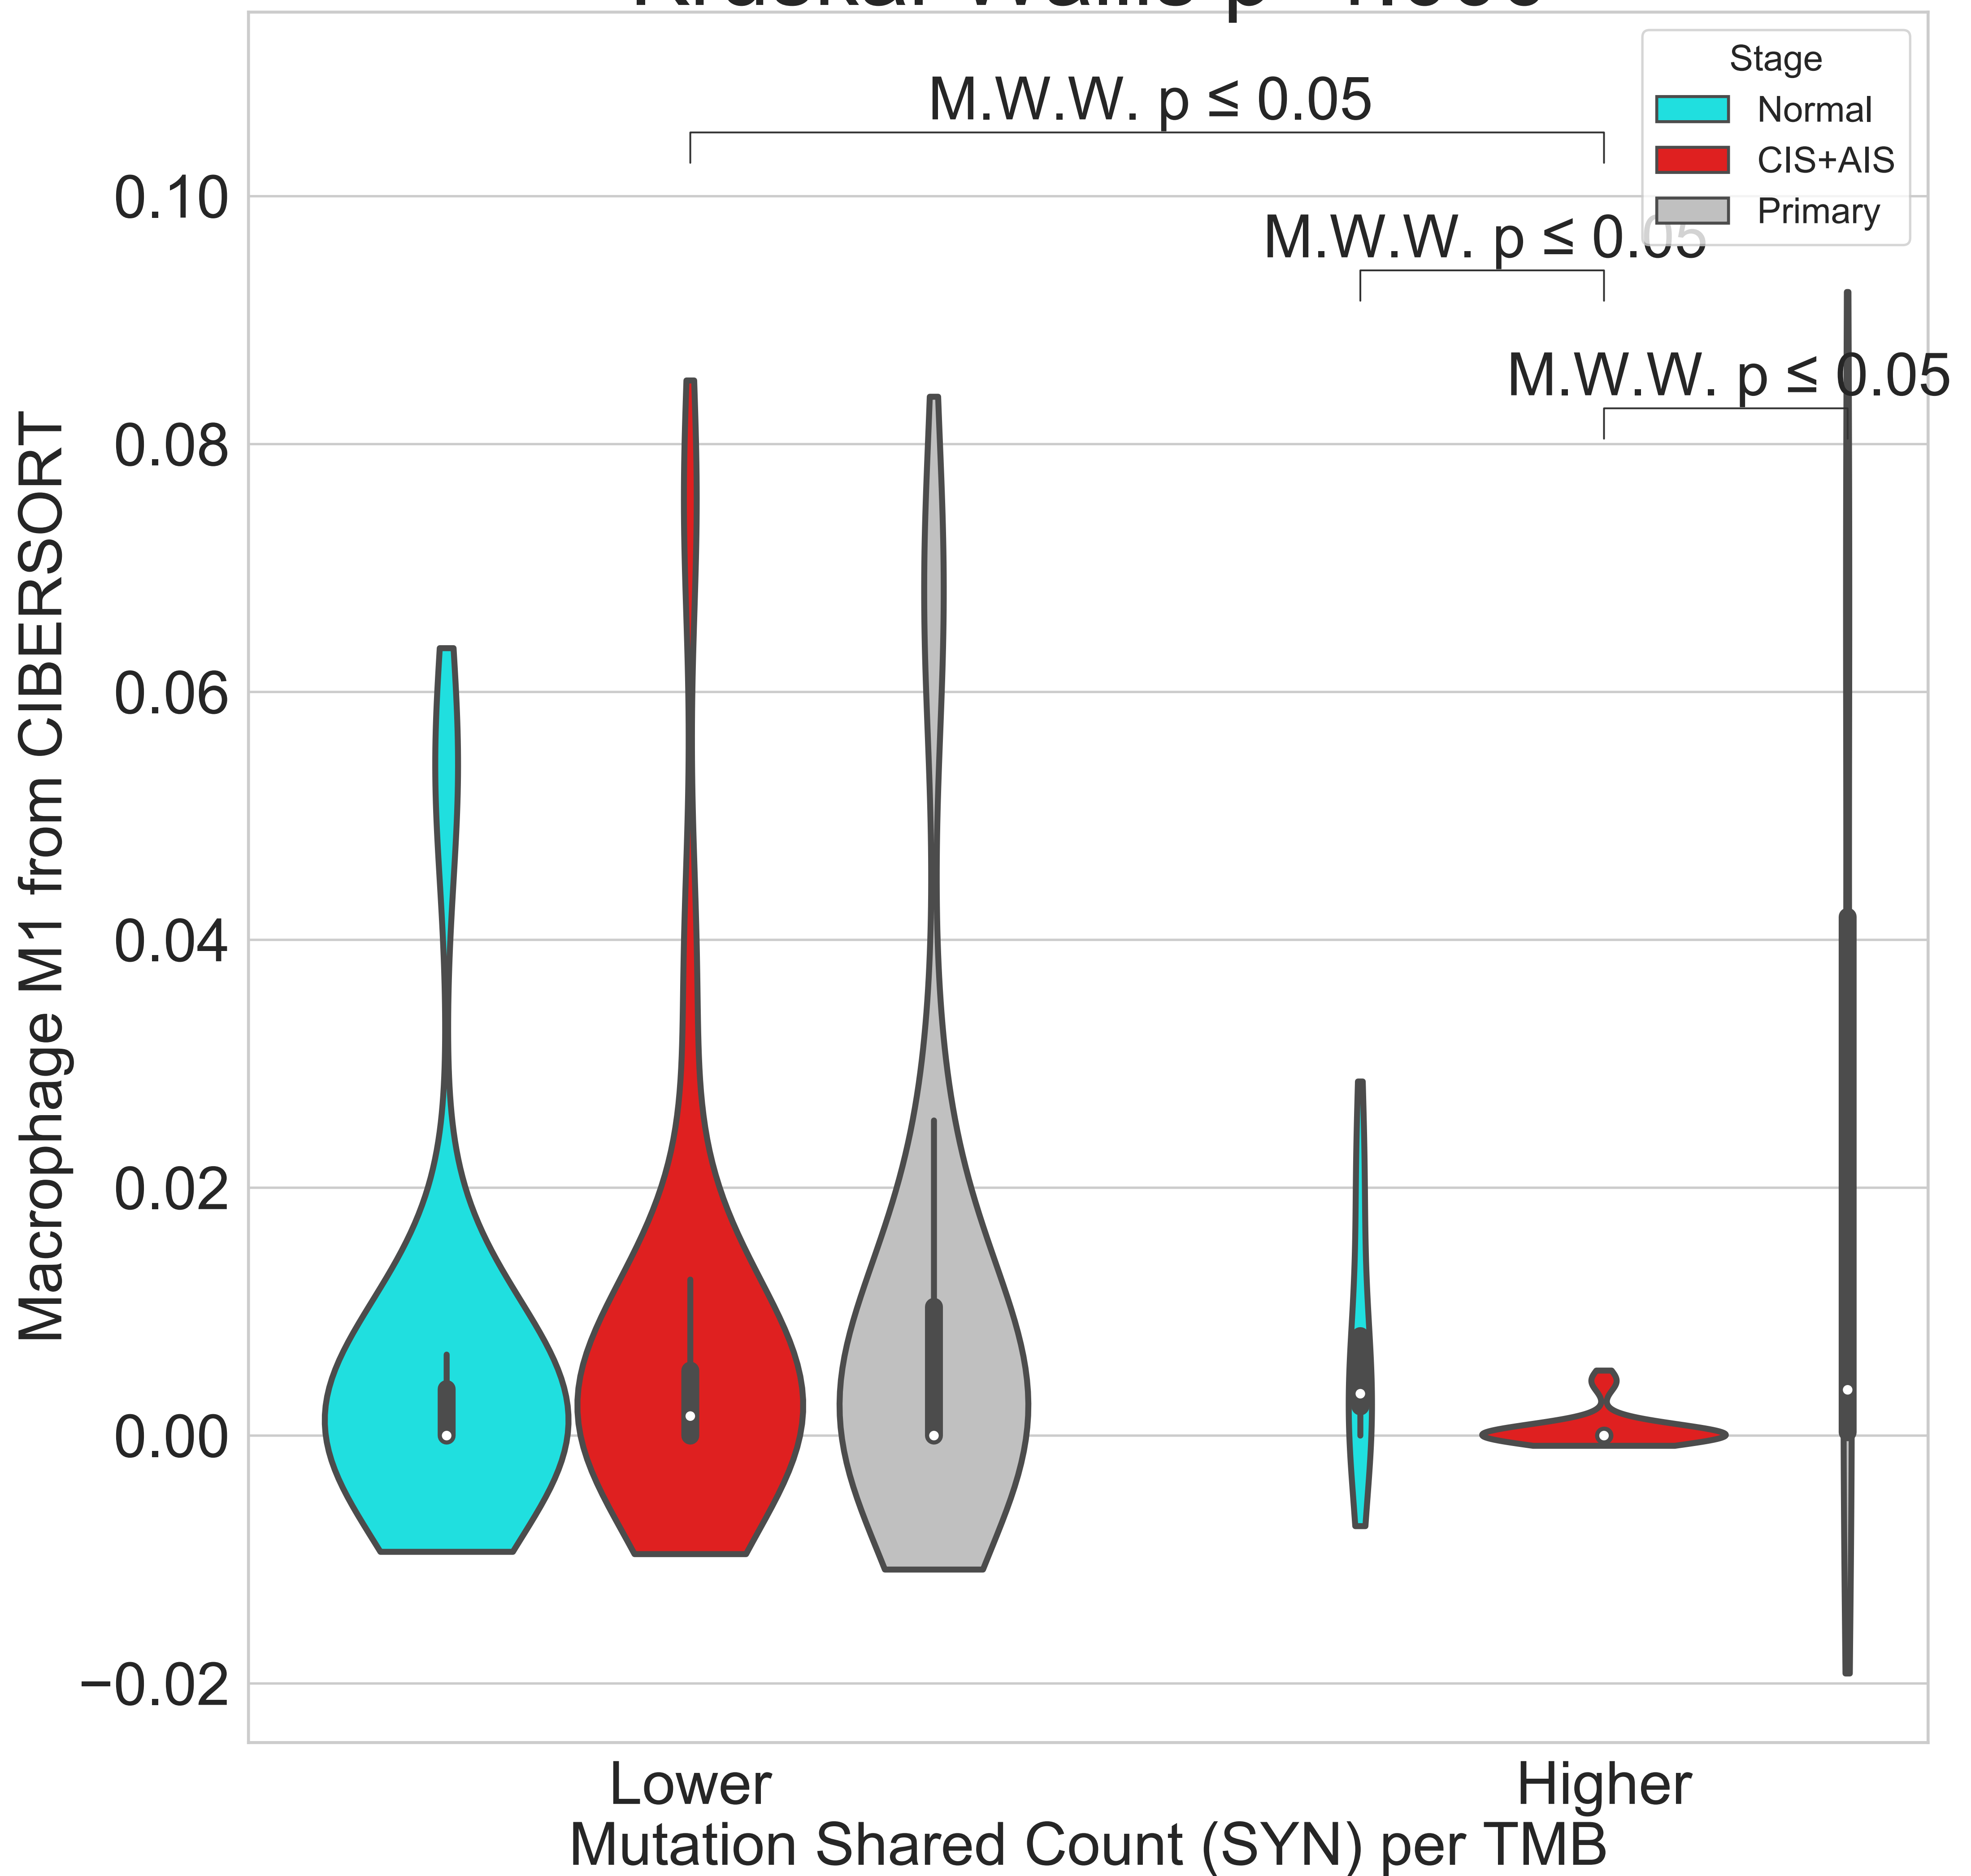 Stage
Normal
CIS+AIS
Primary
M.W.W. p ≤ 0.05
M.W.W. p ≤ 0.05
M.W.W. p ≤ 0.05
0.10
0.08
0.06
0.04
0.02
0.00
−0.02
Macrophage M1 from CIBERSORT
Lower
Higher
Mutation Shared Count (SYN) per TMB